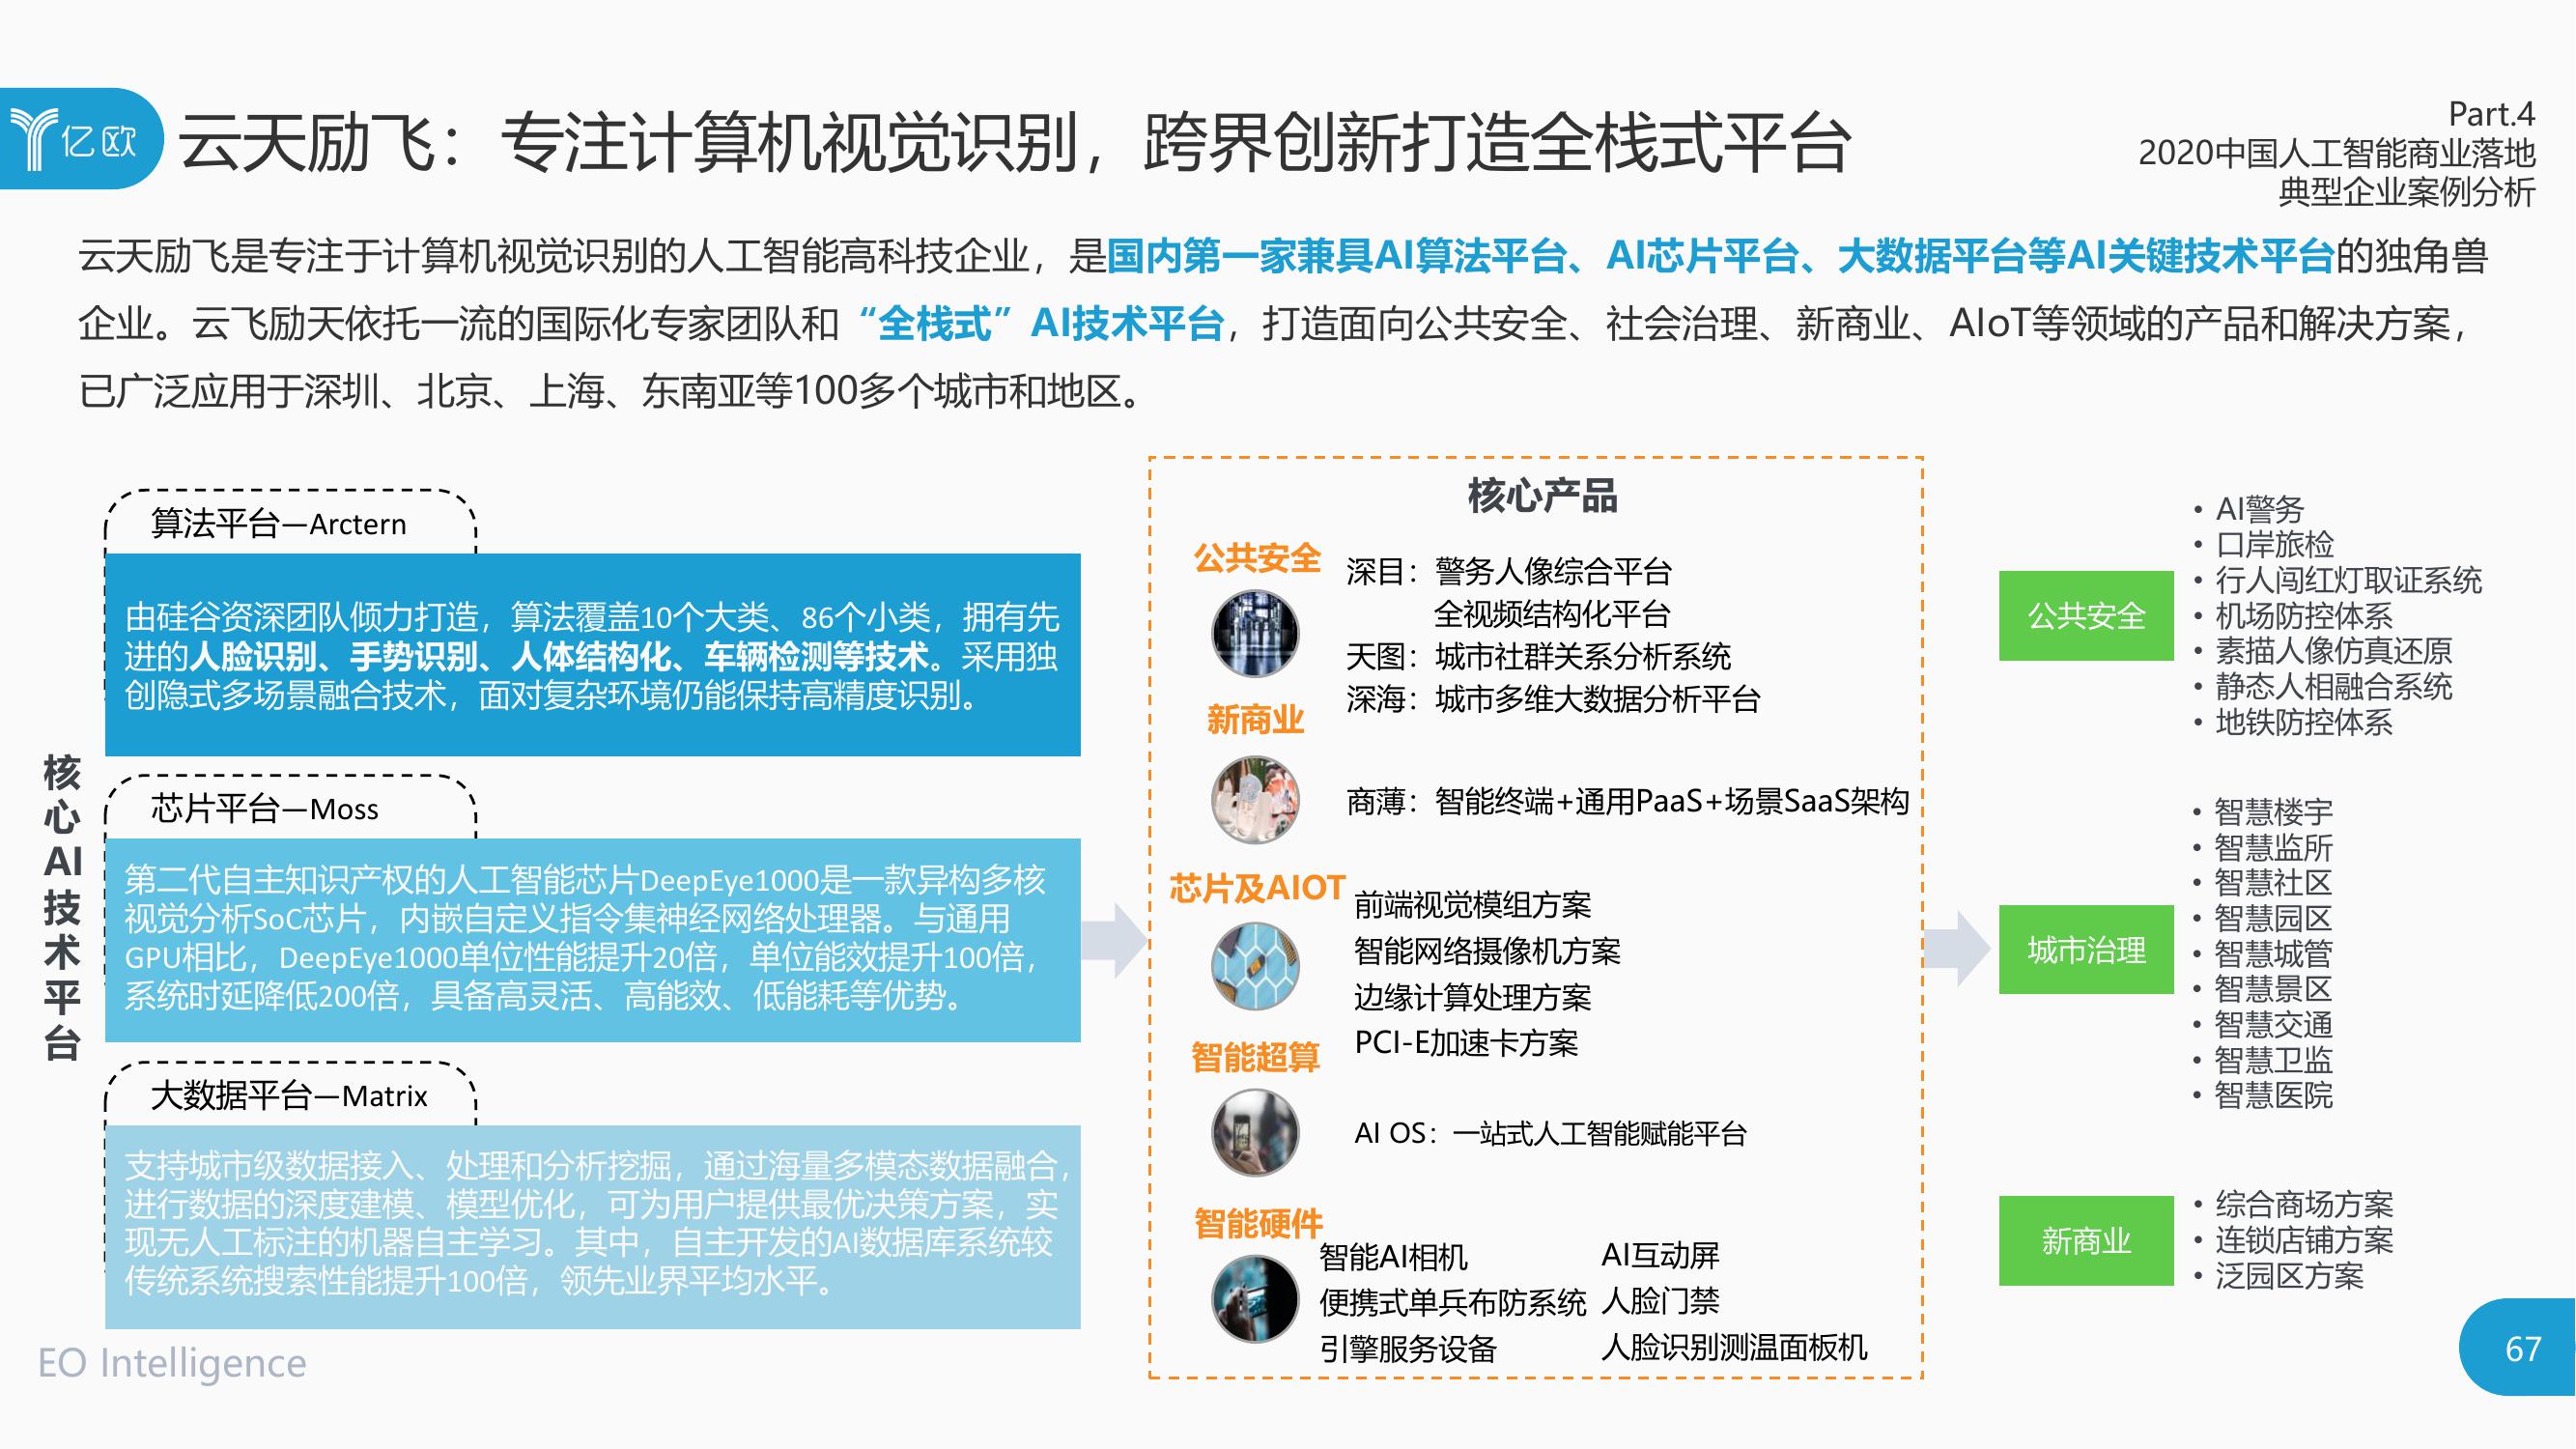 亿欧
云天励飞：专注计算机视觉识别，跨界创新打造全栈式平台
Part.4
2020中国人工智能商业落地
典型企业案例分析
云天励飞是专注于计算机视觉识别的人工智能高科技企业，是国内第一家兼具AI算法平台、AI芯片平台、大数据平台等AI关键技术平台的独角兽
企业。云飞励天依托一流的国际化专家团队和“全栈式”AI技术平台，打造面向公共安全、社会治理、新商业、AIoT等领域的产品和解决方案，
已广泛应用于深圳、北京、上海、东南亚等100多个城市和地区。
核
心
AI
技
术
平
台
算法平台—Arctern
由硅谷资深团队倾力打造，算法覆盖10个大类、86个小类，拥有先
进的人脸识别、手势识别、人体结构化、车辆检测等技术。采用独
创隐式多场景融合技术，面对复杂环境仍能保持高精度识别。
芯片平台—Moss
第二代自主知识产权的人工智能芯片DeepEye1000是一款异构多核
视觉分析SoC芯片，内嵌自定义指令集神经网络处理器。与通用
GPU相比，DeepEye1000单位性能提升20倍，单位能效提升100倍，
系统时延降低200倍，具备高灵活、高能效、低能耗等优势。
大数据平台—Matrix
支持城市级数据接入、处理和分析挖掘，通过海量多模态数据融合，
进行数据的深度建模、模型优化，可为用户提供最优决策方案，实
现无人工标注的机器自主学习。其中，自主开发的AI数据库系统较
传统系统搜索性能提升100倍，领先业界平均水平。
核心产品
公共安全
深目：警务人像综合平台
全视频结构化平台
天图：城市社群关系分析系统
深海：城市多维大数据分析平台
新商业
商薄：智能终端+通用PaaS+场景SaaS架构
芯片及AIOT
前端视觉模组方案
智能网络摄像机方案
边缘计算处理方案
PCI-E加速卡方案
智能超算
AI OS：一站式人工智能赋能平台
智能硬件
智能AI相机
便携式单兵布防系统
引擎服务设备
AI互动屏
人脸门禁
人脸识别测温面板机
公共安全
• AI警务
• 口岸旅检
• 行人闯红灯取证系统
• 机场防控体系
• 素描人像仿真还原
• 静态人相融合系统
• 地铁防控体系
城市治理
• 智慧楼宇
• 智慧监所
• 智慧社区
• 智慧园区
• 智慧城管
• 智慧景区
• 智慧交通
• 智慧卫监
• 智慧医院
新商业
• 综合商场方案
• 连锁店铺方案
• 泛园区方案
EO Intelligence
67